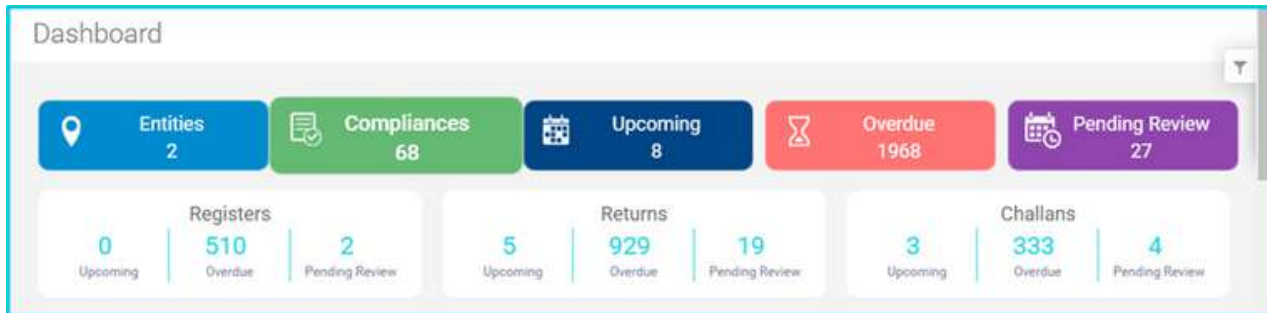 Dashboard
Entities
2
Compliances
68
Upcoming
8
Overdue
1968
Pending Review
27
Registers
0
Upcoming
510
Overdue
2
Pending Review
Returns
5
Upcoming
929
Overdue
19
Pending Review
Challans
3
Upcoming
333
Overdue
4
Pending Review